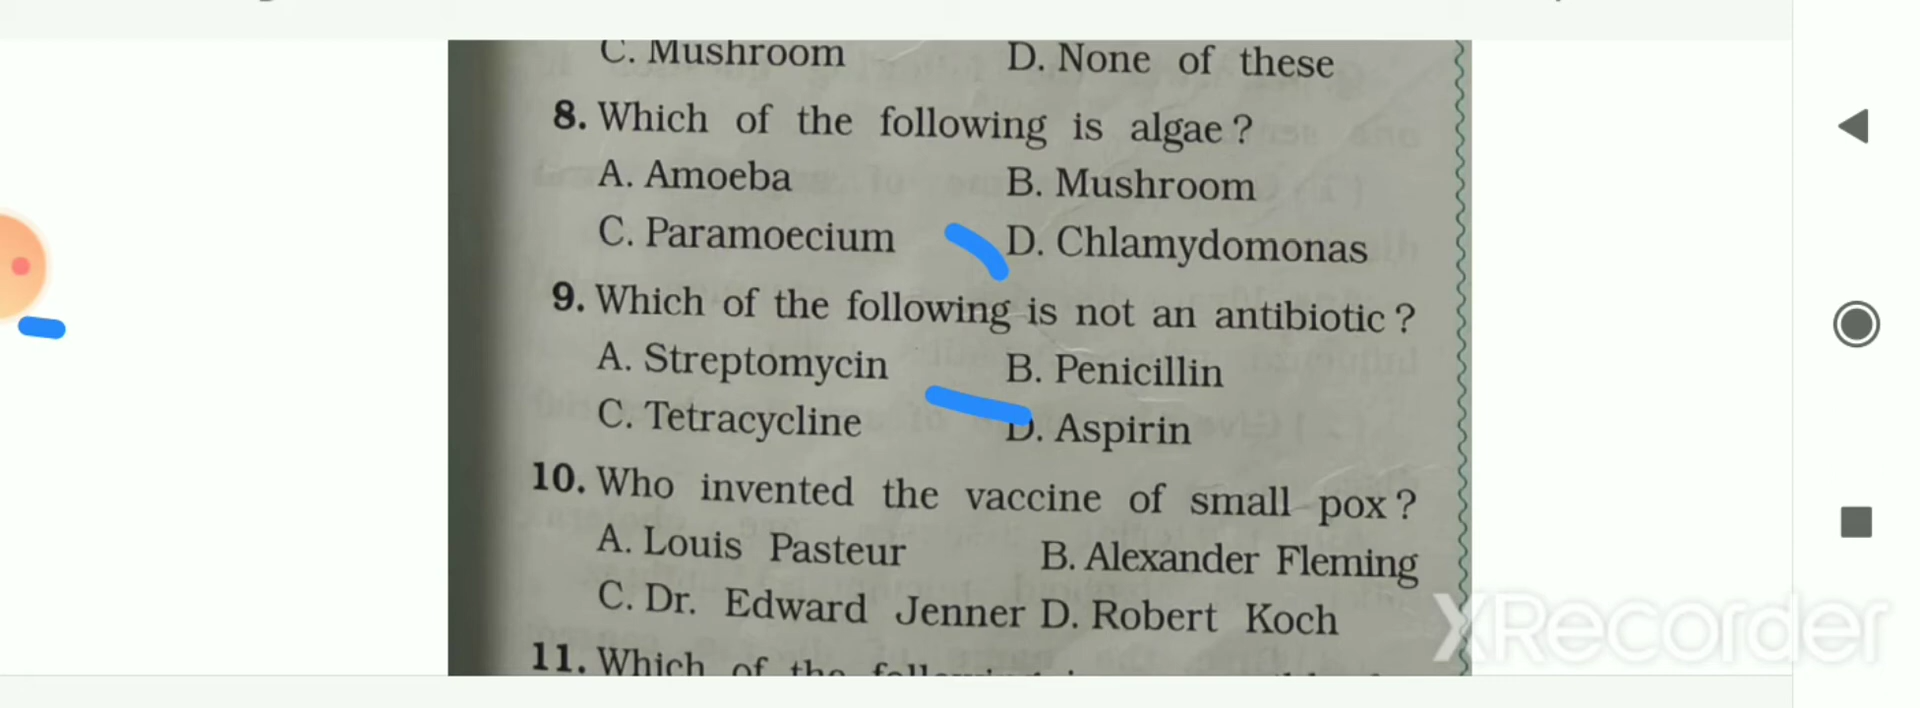 C. Mushroom D. None of these
8. Which of the following is algae?
A. Amoeba B. Mushroom
C. Paramoecium D. Chlamydomonas
9. Which of the following is not an antibiotic?
A. Streptomycin B. Penicillin
C. Tetracycline D. Aspirin
10. Who invented the vaccine of small pox?
A. Louis Pasteur B. Alexander Fleming
C. Dr. Edward Jenner D. Robert Koch
11. Which of the
XRecorder